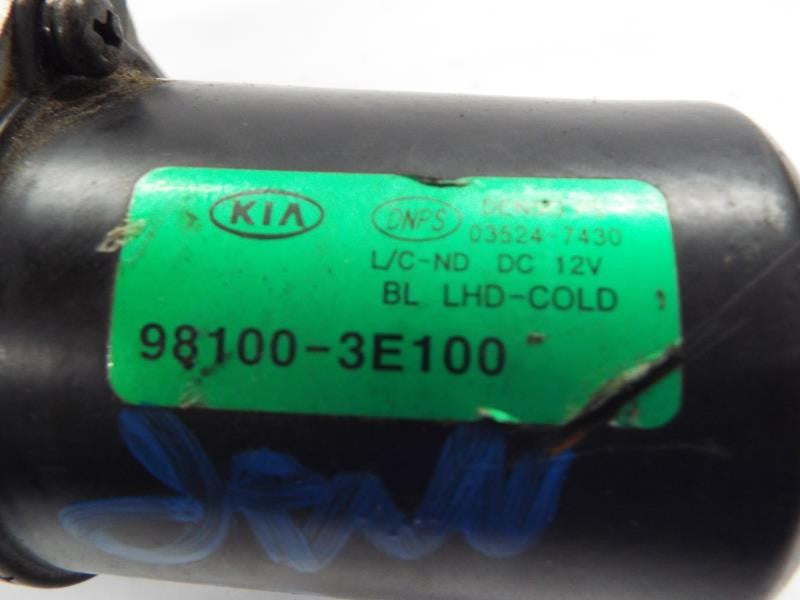 KIA
DNPS
03524-7430
L/C-ND DC 12V
BL LHD-COLD
98100-3E100